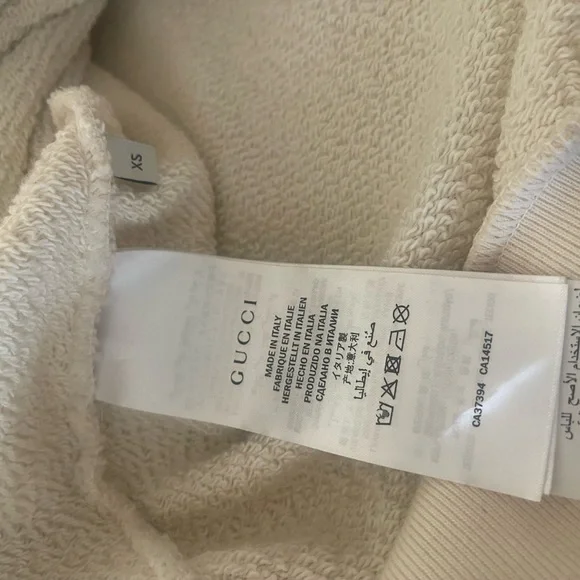 XS
GUCCI
MADE IN ITALY
FABRIQUE EN ITALIE
HERGESTELLT IN ITALIEN
HECHO EN ITALIA
PRODUZIDO NA ITALIA
СДЕЛАНО В ИТАЛИИ
イタリア製
产地:意大利
صنع في إيطاليا
CA37394 CA14517